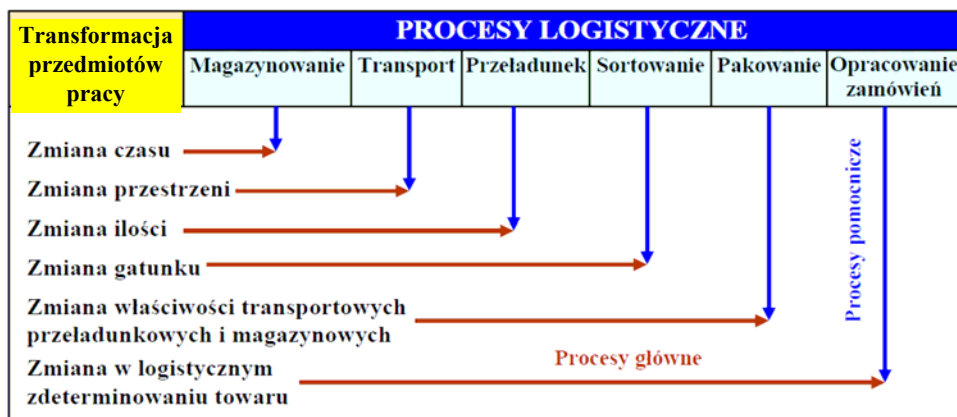 Transformacja
przedmiotów
pracy
PROCESY LOGISTYCZNE
Magazynowanie
Transport
Przeładunek
Sortowanie
Pakowanie
Opracowanie
zamówień
Zmiana czasu
Zmiana przestrzeni
Zmiana ilości
Zmiana gatunku
Zmiana właściwości transportowych
przeładunkowych i magazynowych
Zmiana w logistycznym
zdeterminowaniu towaru
Procesy główne
Procesy pomocnicze